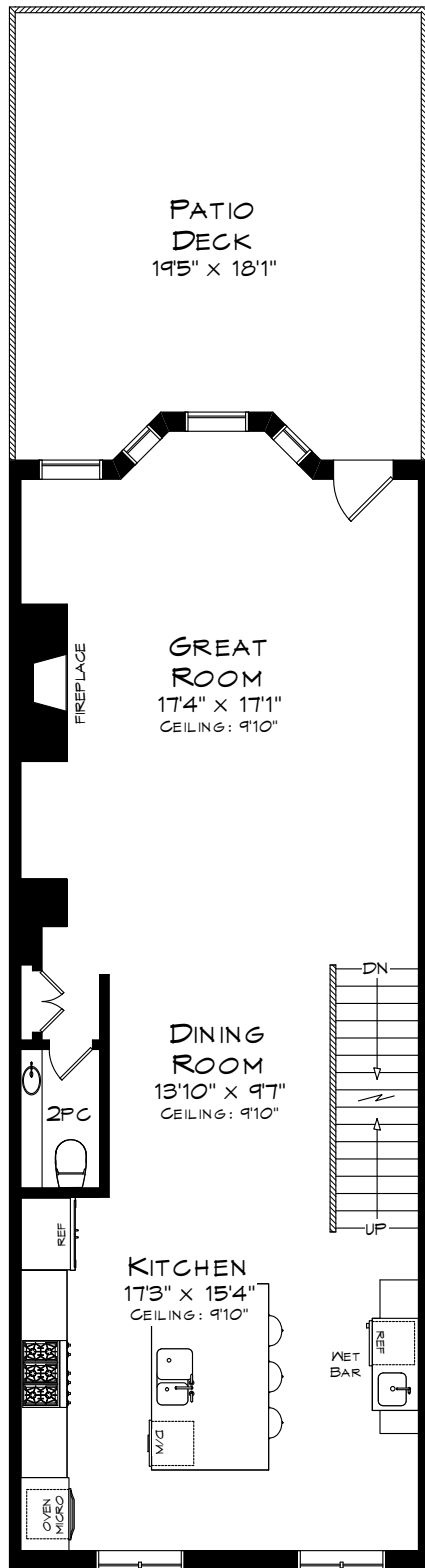 PATIO
DECK
19'5" x 18'1"
GREAT
ROOM
17'4" x 17'1"
CEILING: 9'10"
FIREPLACE
DN
DINING
ROOM
13'10" x 9'7"
CEILING: 9'10"
2PC
UP
REF
KITCHEN
17'3" x 15'4"
CEILING: 9'10"
WET
BAR
REF
D/W
OVEN
MICRO